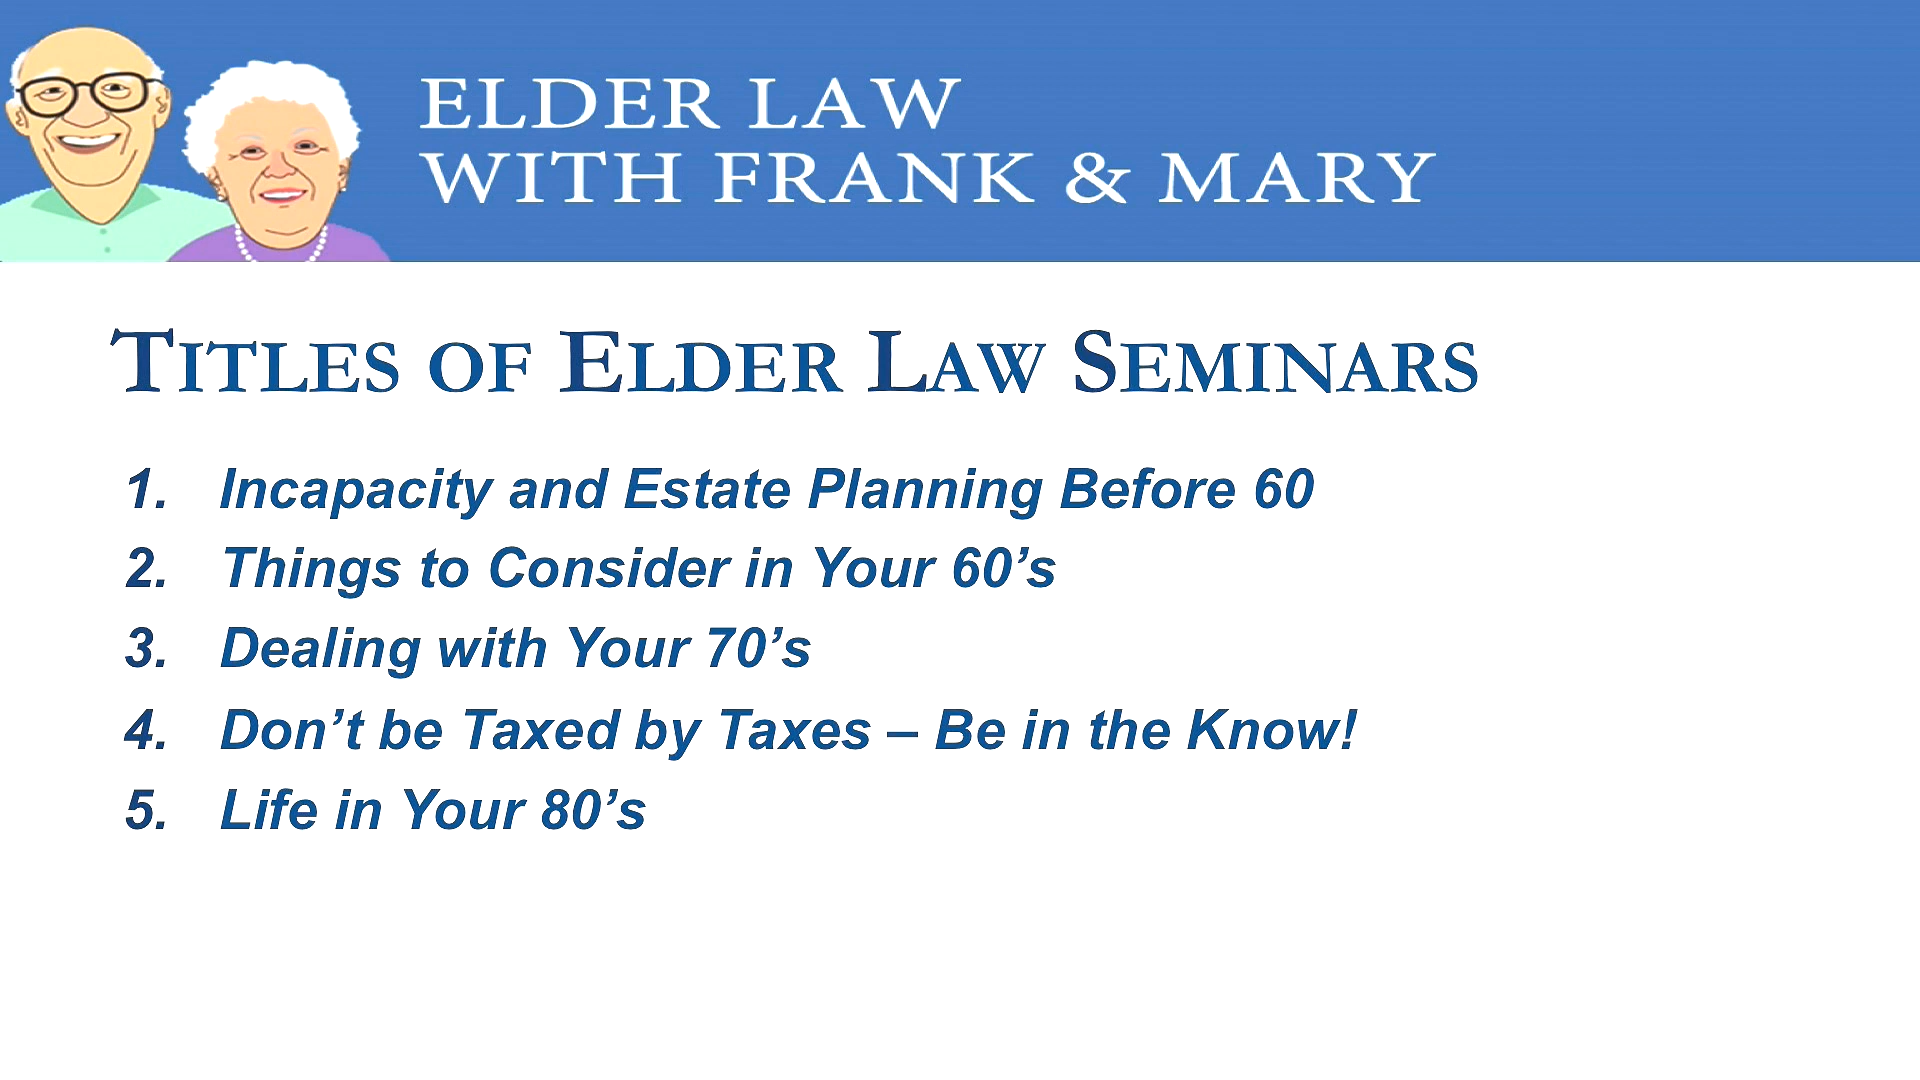 ELDER LAW
WITH FRANK & MARY
TITLES OF ELDER LAW SEMINARS
1. Incapacity and Estate Planning Before 60
2. Things to Consider in Your 60’s
3. Dealing with Your 70’s
4. Don’t be Taxed by Taxes – Be in the Know!
5. Life in Your 80’s